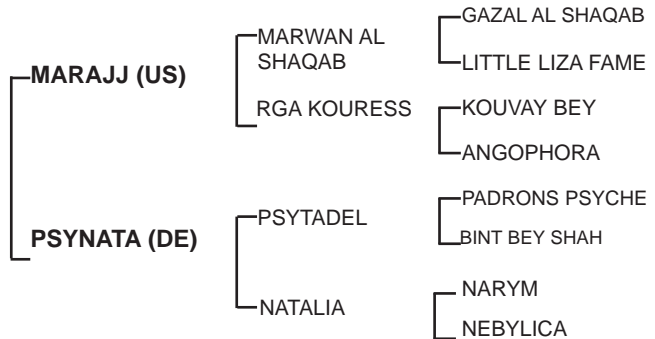 GAZAL AL SHAQAB
MARWAN AL
SHAQAB
LITTLE LIZA FAME
MARAJJ (US)
RGA KOURESS
KOUVAY BEY
ANGOPHORA
PADRONS PSYCHE
PSYTADEL
PSYNATA (DE)
BINT BEY SHAH
NARYM
NATALIA
NEBYLICA